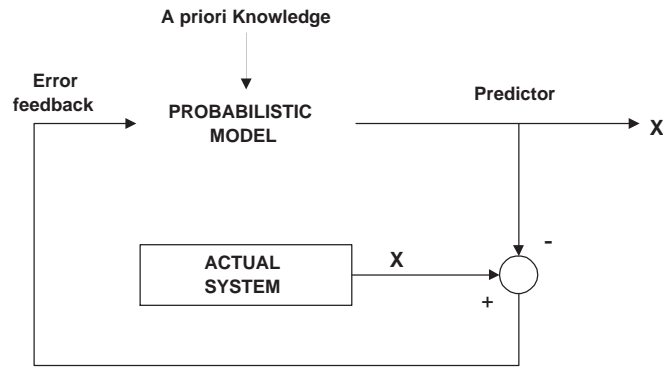 A priori Knowledge
Error
feedback
PROBABILISTIC
MODEL
Predictor
X
ACTUAL
SYSTEM
X
-
+